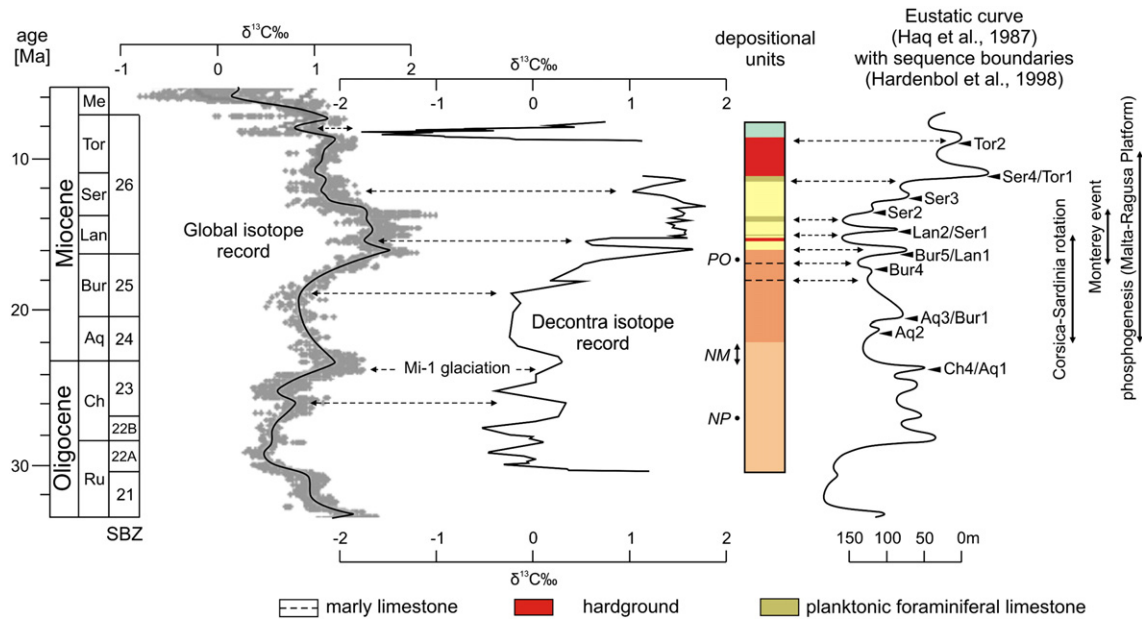 Eustatic curve
(Haq et al., 1987)
with sequence boundaries
(Hardenbol et al., 1998)
age
[Ma]
δ¹³C‰
-1 0 1 2
δ¹³C‰
-2 -1 0 1 2
depositional
units
Me
Tor
Ser
Lan
Bur
Aq
Ch
Ru
Miocene
Oligocene
10
20
30
26
25
24
23
22B
22A
21
SBZ
Global isotope
record
Decontra isotope
record
Mi-1 glaciation
PO
NM
NP
Tor2
Ser4/Tor1
Ser3
Ser2
Lan2/Ser1
Bur5/Lan1
Bur4
Aq3/Bur1
Aq2
Ch4/Aq1
Corsica-Sardinia rotation
Monterey event
phosphogenesis (Malta-Ragusa Platform)
-2 -1 0 1 2
δ¹³C‰
150 100 50 0m
marly limestone
hardground
planktonic foraminiferal limestone